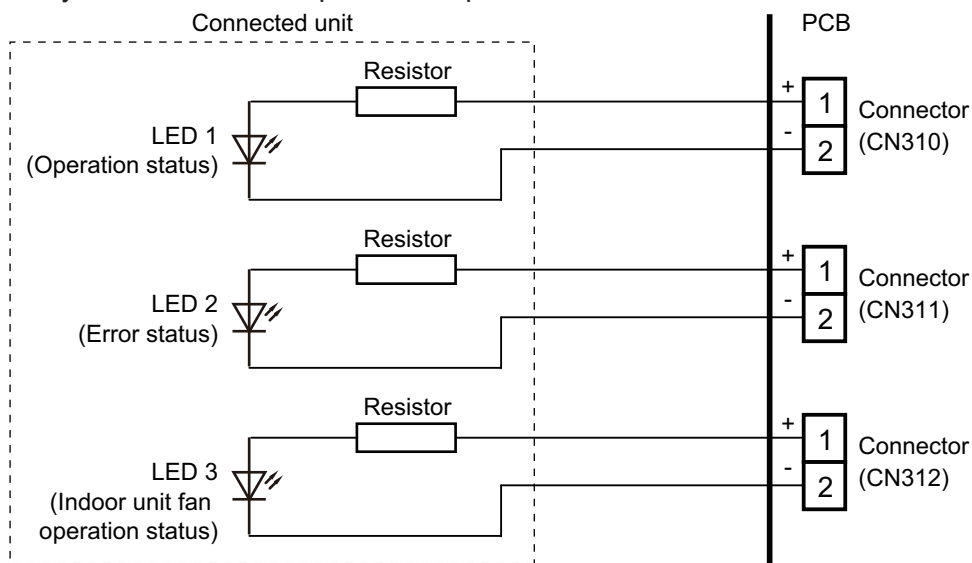 Connected unit
PCB
Resistor
LED 1
(Operation status)
+
-
1
2
Connector
(CN310)
Resistor
LED 2
(Error status)
+
-
1
2
Connector
(CN311)
Resistor
LED 3
(Indoor unit fan
operation status)
+
-
1
2
Connector
(CN312)